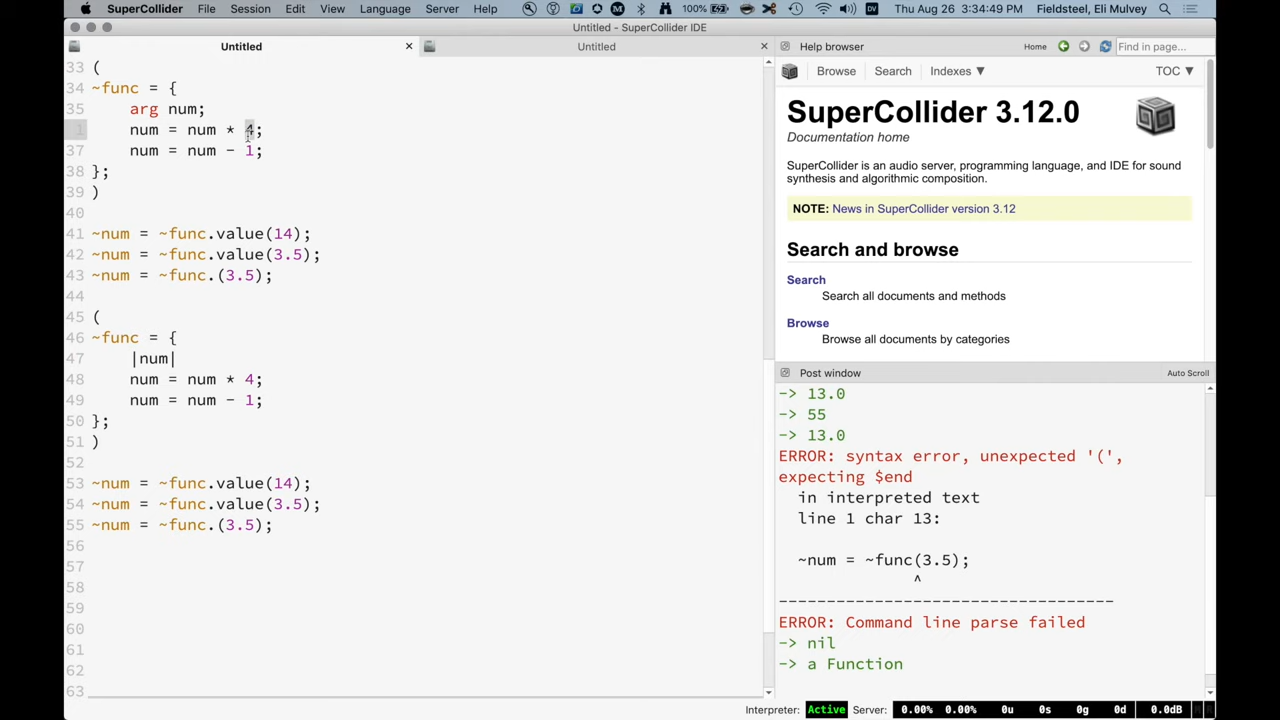 SuperCollider File Session Edit View Language Server Help 100% DV Thu Aug 26 3:34:49 PM Fieldsteel, Eli Mulvey
Untitled - SuperCollider IDE
Untitled
Untitled
33 (
34 ~func = {
35 arg num;
1 num = num * 4;
37 num = num - 1;
38 };
39 )
40
41 ~num = ~func.value(14);
42 ~num = ~func.value(3.5);
43 ~num = ~func.(3.5);
44
45 (
46 ~func = {
47 |num|
48 num = num * 4;
49 num = num - 1;
50 };
51 )
52
53 ~num = ~func.value(14);
54 ~num = ~func.value(3.5);
55 ~num = ~func.(3.5);
56
57
58
59
60
61
62
63
Help browser Home Find in page...
Browse Search Indexes ▼ TOC ▼
SuperCollider 3.12.0
Documentation home
SuperCollider is an audio server, programming language, and IDE for sound
synthesis and algorithmic composition.
NOTE: News in SuperCollider version 3.12
Search and browse
Search
Search all documents and methods
Browse
Browse all documents by categories
Post window Auto Scroll
-> 13.0
-> 55
-> 13.0
ERROR: syntax error, unexpected '(',
expecting $end
in interpreted text
line 1 char 13:
~num = ~func(3.5);
^
-----------------------------------
ERROR: Command line parse failed
-> nil
-> a Function
Interpreter: Active Server: 0.00% 0.00% 0u 0s 0g 0d 0.0dB